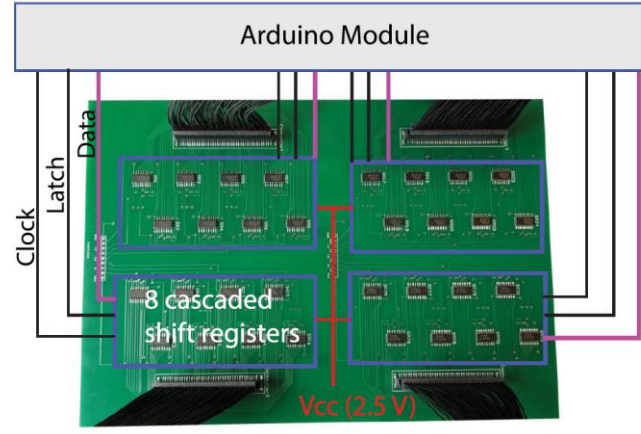 Arduino Module
Clock
Latch
Data
8 cascaded
shift registers
Vcc (2.5 V)